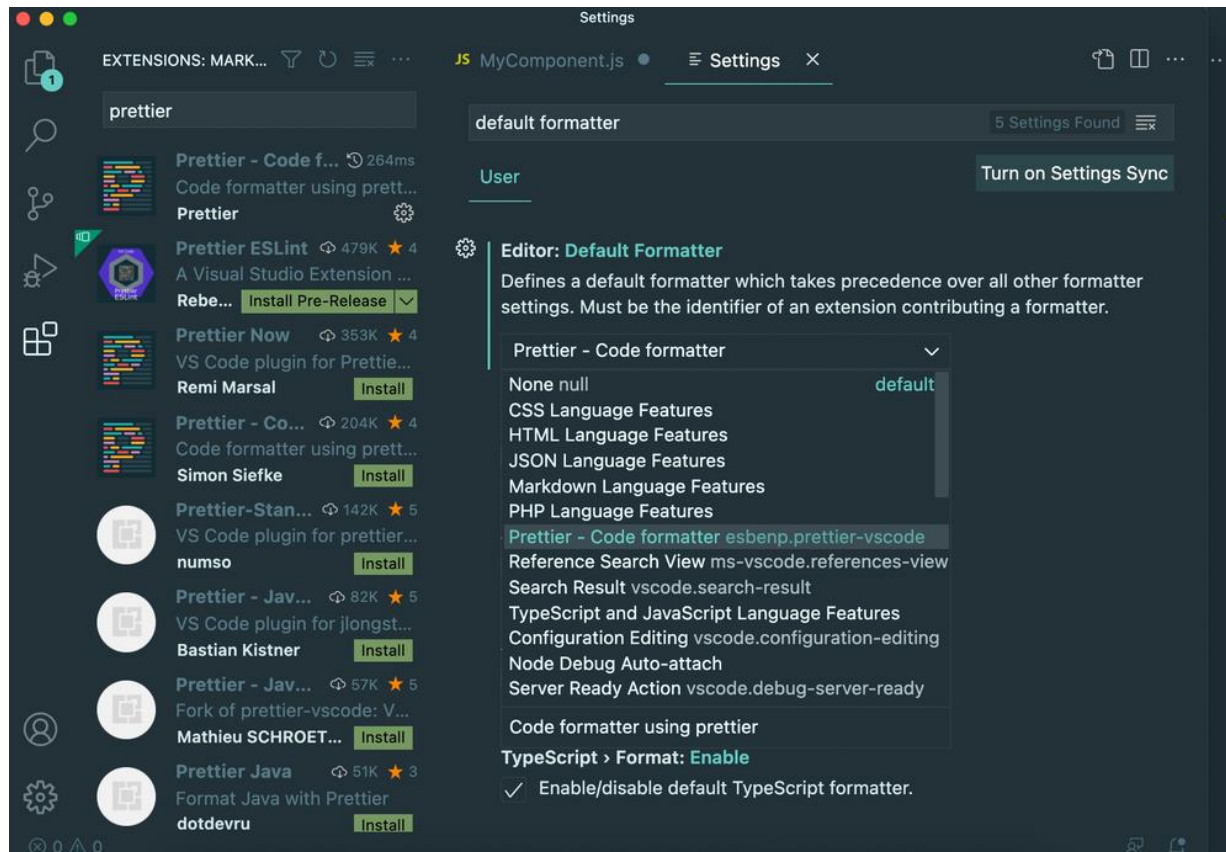 Settings
EXTENSIONS: MARK...
JS MyComponent.js
Settings
1
prettier
Prettier - Code f... 264ms
Code formatter using prett...
Prettier
Prettier ESLint 479K ★ 4
A Visual Studio Extension ...
Rebe... Install Pre-Release
Prettier Now 353K ★ 4
VS Code plugin for Prettie...
Remi Marsal Install
Prettier - Co... 204K ★ 4
Code formatter using prett...
Simon Siefke Install
Prettier-Stan... 142K ★ 5
VS Code plugin for prettier...
numso Install
Prettier - Jav... 82K ★ 5
VS Code plugin for jlongst...
Bastian Kistner Install
Prettier - Jav... 57K ★ 5
Fork of prettier-vscode: V...
Mathieu SCHROET... Install
Prettier Java 51K ★ 3
Format Java with Prettier
dotdevru Install
0 0
default formatter 5 Settings Found
User Turn on Settings Sync
Editor: Default Formatter
Defines a default formatter which takes precedence over all other formatter
settings. Must be the identifier of an extension contributing a formatter.
Prettier - Code formatter
None null default
CSS Language Features
HTML Language Features
JSON Language Features
Markdown Language Features
PHP Language Features
Prettier - Code formatter esbenp.prettier-vscode
Reference Search View ms-vscode.references-view
Search Result vscode.search-result
TypeScript and JavaScript Language Features
Configuration Editing vscode.configuration-editing
Node Debug Auto-attach
Server Ready Action vscode.debug-server-ready
Code formatter using prettier
TypeScript › Format: Enable
Enable/disable default TypeScript formatter.